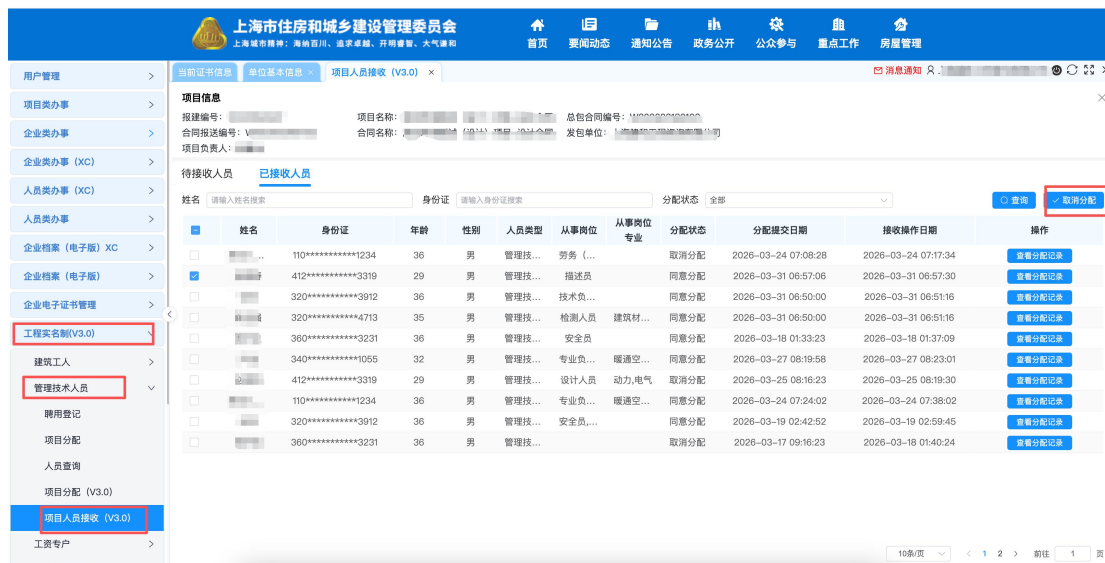 上海市住房和城乡建设管理委员会
上海城市精神：海纳百川、追求卓越、开明睿智、大气谦和
首页 要闻动态 通知公告 政务公开 公众参与 重点工作 房屋管理
用户管理
项目类办事
企业类办事
企业类办事（XC）
人员类办事（XC）
人员类办事
企业档案（电子版）XC
企业档案（电子版）
企业电子证书管理
工程实名制(V3.0)
建筑工人
管理技术人员
聘用登记
项目分配
人员查询
项目分配（V3.0）
项目人员接收（V3.0）
工资专户
当前证书信息 单位基本信息 × 项目人员接收（V3.0） × 消息通知
项目信息
报建编号： 项目名称： 总包合同编号：
合同报送编号： 合同名称： 发包单位：
项目负责人：
待接收人员 已接收人员
姓名 请输入姓名搜索 身份证 请输入身份证搜索 分配状态 全部 查询 取消分配
姓名 身份证 年龄 性别 人员类型 从事岗位 从事岗位专业 分配状态 分配提交日期 接收操作日期 操作
110***********1234 36 男 管理技... 劳务（... 取消分配 2026-03-24 07:08:28 2026-03-24 07:17:34 查看分配记录
412***********3319 29 男 管理技... 描述员 同意分配 2026-03-31 06:57:06 2026-03-31 06:57:30 查看分配记录
320***********3912 36 男 管理技... 技术负... 同意分配 2026-03-31 06:50:00 2026-03-31 06:51:16 查看分配记录
320***********4713 35 男 管理技... 检测人员 建筑材... 同意分配 2026-03-31 06:50:00 2026-03-31 06:51:16 查看分配记录
360***********3231 36 男 管理技... 安全员 同意分配 2026-03-18 01:33:23 2026-03-18 01:37:09 查看分配记录
340***********1055 32 男 管理技... 专业负... 暖通空... 同意分配 2026-03-27 08:19:58 2026-03-27 08:23:01 查看分配记录
412***********3319 29 男 管理技... 设计人员 动力,电气 取消分配 2026-03-25 08:16:23 2026-03-25 08:19:30 查看分配记录
110***********1234 36 男 管理技... 专业负... 暖通空... 同意分配 2026-03-24 07:24:02 2026-03-24 07:38:02 查看分配记录
320***********3912 36 男 管理技... 安全员,... 同意分配 2026-03-19 02:42:52 2026-03-19 02:59:45 查看分配记录
360***********3231 36 男 管理技... 取消分配 2026-03-17 09:16:23 2026-03-18 01:40:24 查看分配记录
10条/页 1 2 前往 1 页